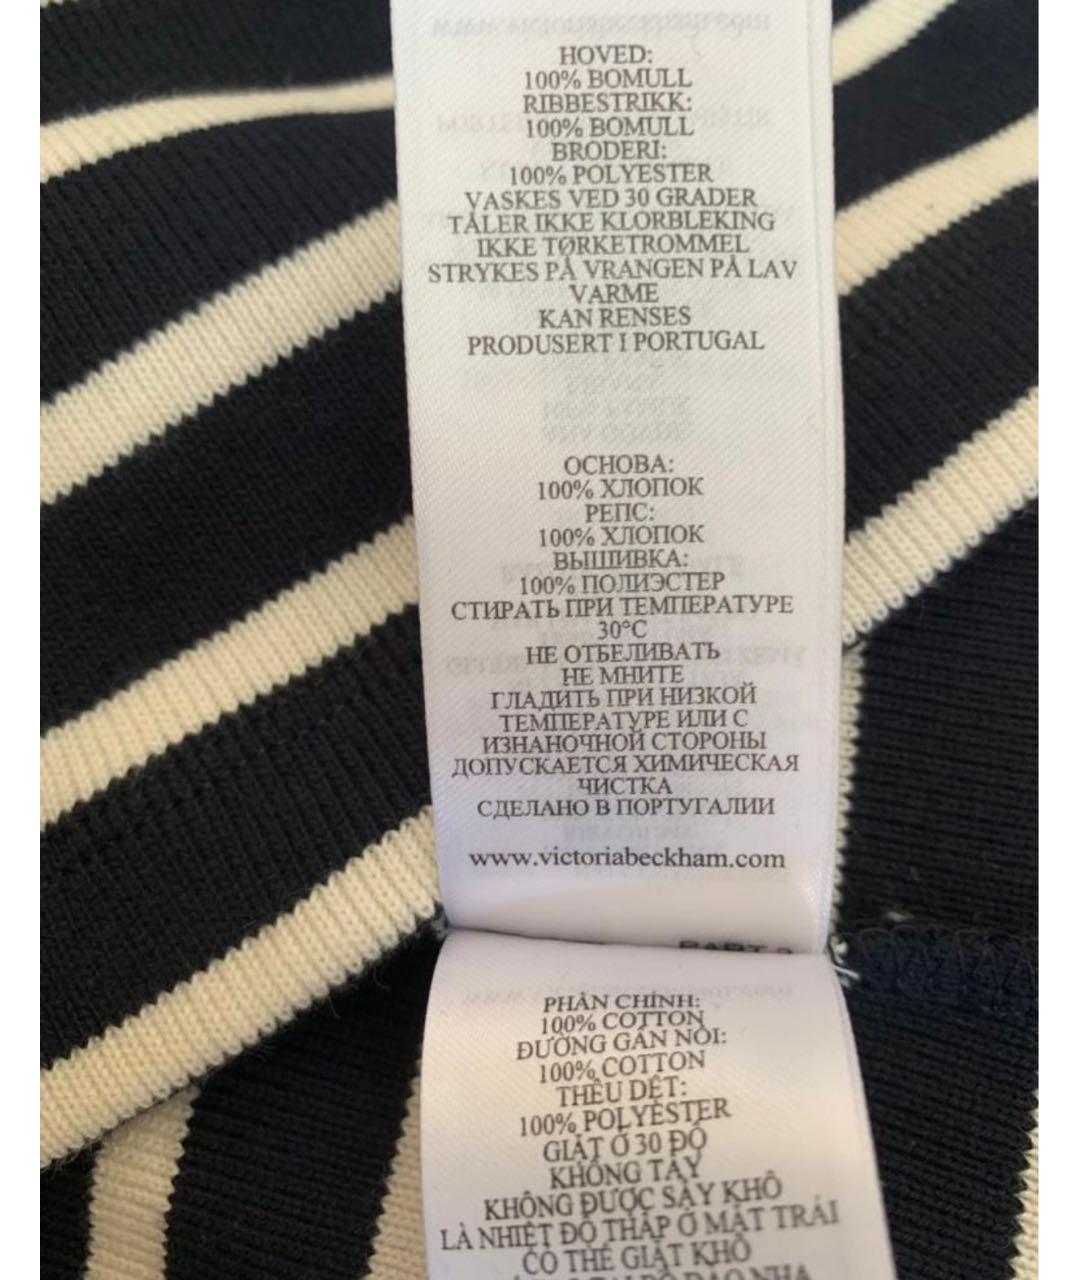 HOVED:
100% BOMULL
RIBBESTRIKK:
100% BOMULL
BRODERI:
100% POLYESTER
VASKES VED 30 GRADER
TÅLER IKKE KLORBLEKING
IKKE TØRKETROMMEL
STRYKES PÅ VRANGEN PÅ LAV
VARME
KAN RENSES
PRODUSERT I PORTUGAL
ОСНОВА:
100% ХЛОПОК
РЕПС:
100% ХЛОПОК
ВЫШИВКА:
100% ПОЛИЭСТЕР
СТИРАТЬ ПРИ ТЕМПЕРАТУРЕ
30°C
НЕ ОТБЕЛИВАТЬ
НЕ МНИТЕ
ГЛАДИТЬ ПРИ НИЗКОЙ
ТЕМПЕРАТУРЕ ИЛИ С
ИЗНАНОЧНОЙ СТОРОНЫ
ДОПУСКАЕТСЯ ХИМИЧЕСКАЯ
ЧИСТКА
СДЕЛАНО В ПОРТУГАЛИИ
www.victoriabeckham.com
PHẦN CHÍNH:
100% COTTON
ĐƯỜNG GÂN NỔI:
100% COTTON
THÊU DỆT:
100% POLYESTER
GIẶT Ở 30 ĐỘ
KHÔNG TẨY
KHÔNG ĐƯỢC SẤY KHÔ
LÀ NHIỆT ĐỘ THẤP Ở MẶT TRÁI
CÓ THỂ GIẶT KHÔ